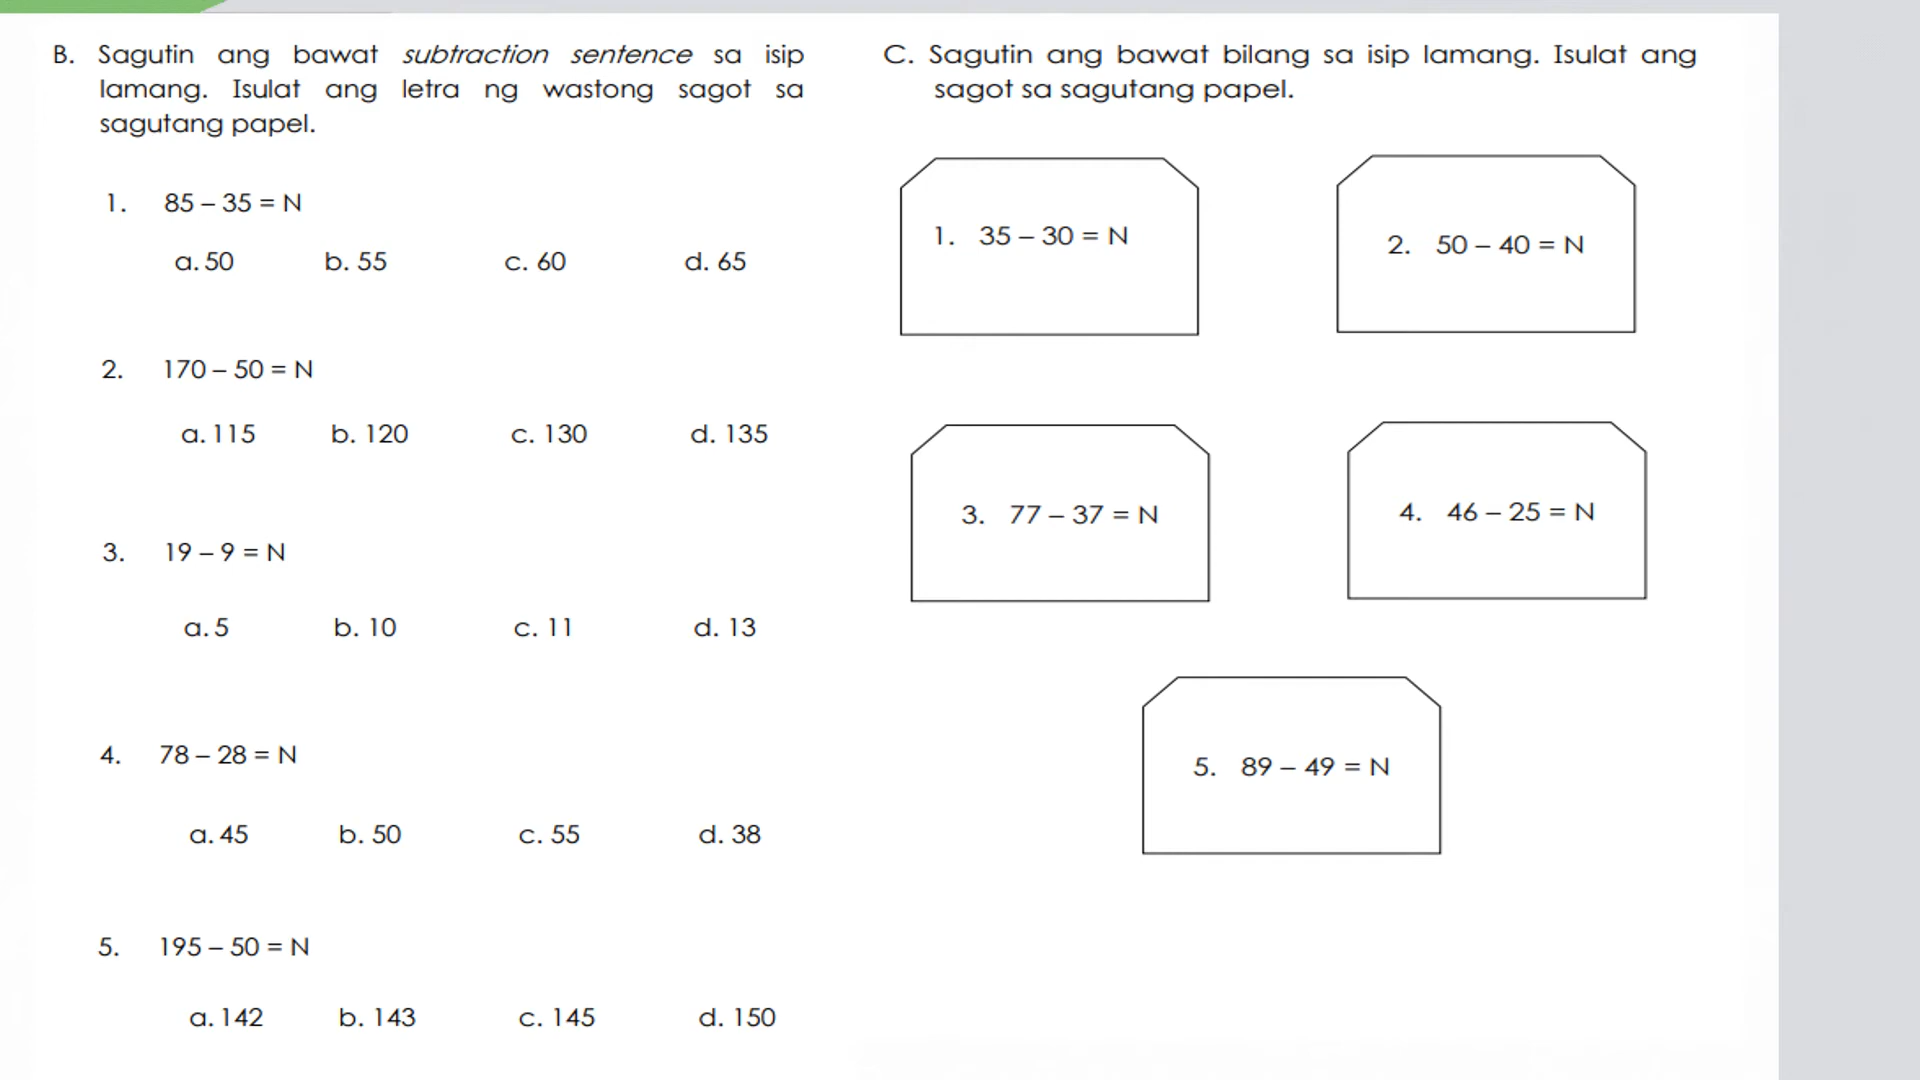 B. Sagutin ang bawat subtraction sentence sa isip
lamang. Isulat ang letra ng wastong sagot sa
sagutang papel.
1. 85 – 35 = N
a. 50 b. 55 c. 60 d. 65
2. 170 – 50 = N
a. 115 b. 120 c. 130 d. 135
3. 19 – 9 = N
a. 5 b. 10 c. 11 d. 13
4. 78 – 28 = N
a. 45 b. 50 c. 55 d. 38
5. 195 – 50 = N
a. 142 b. 143 c. 145 d. 150
C. Sagutin ang bawat bilang sa isip lamang. Isulat ang
sagot sa sagutang papel.
1. 35 – 30 = N
2. 50 – 40 = N
3. 77 – 37 = N
4. 46 – 25 = N
5. 89 – 49 = N